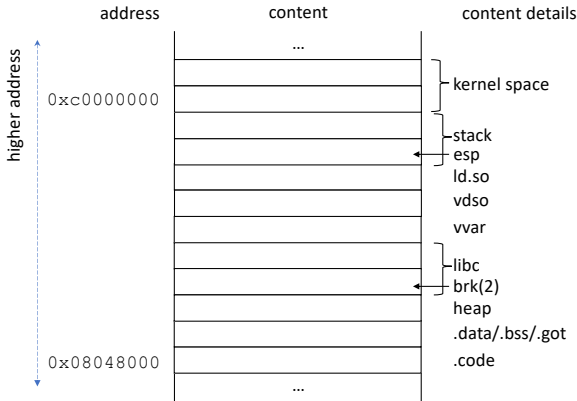 address content content details
...
kernel space
0xc0000000
stack
esp
ld.so
vdso
vvar
libc
brk(2)
heap
.data/.bss/.got
0x08048000 .code
...
higher address